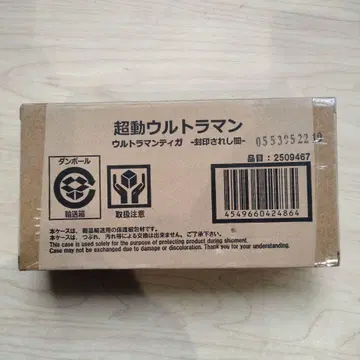 超動ウルトラマン
ウルトラマンティガ -封印されし闇-
0553952210
品目:2509467
ダンボール
輸送箱
取扱注意
4549660424864
本ケースは、商品輸送用の保護梱包材です。
本ケースは、つぶれ、汚れ等による交換は出来ません。ご了承下さい。
This case is used solely for the purpose of protecting product during shipment.
Case may not be exchanged due to damage or discoloration. Thank you for your understanding.